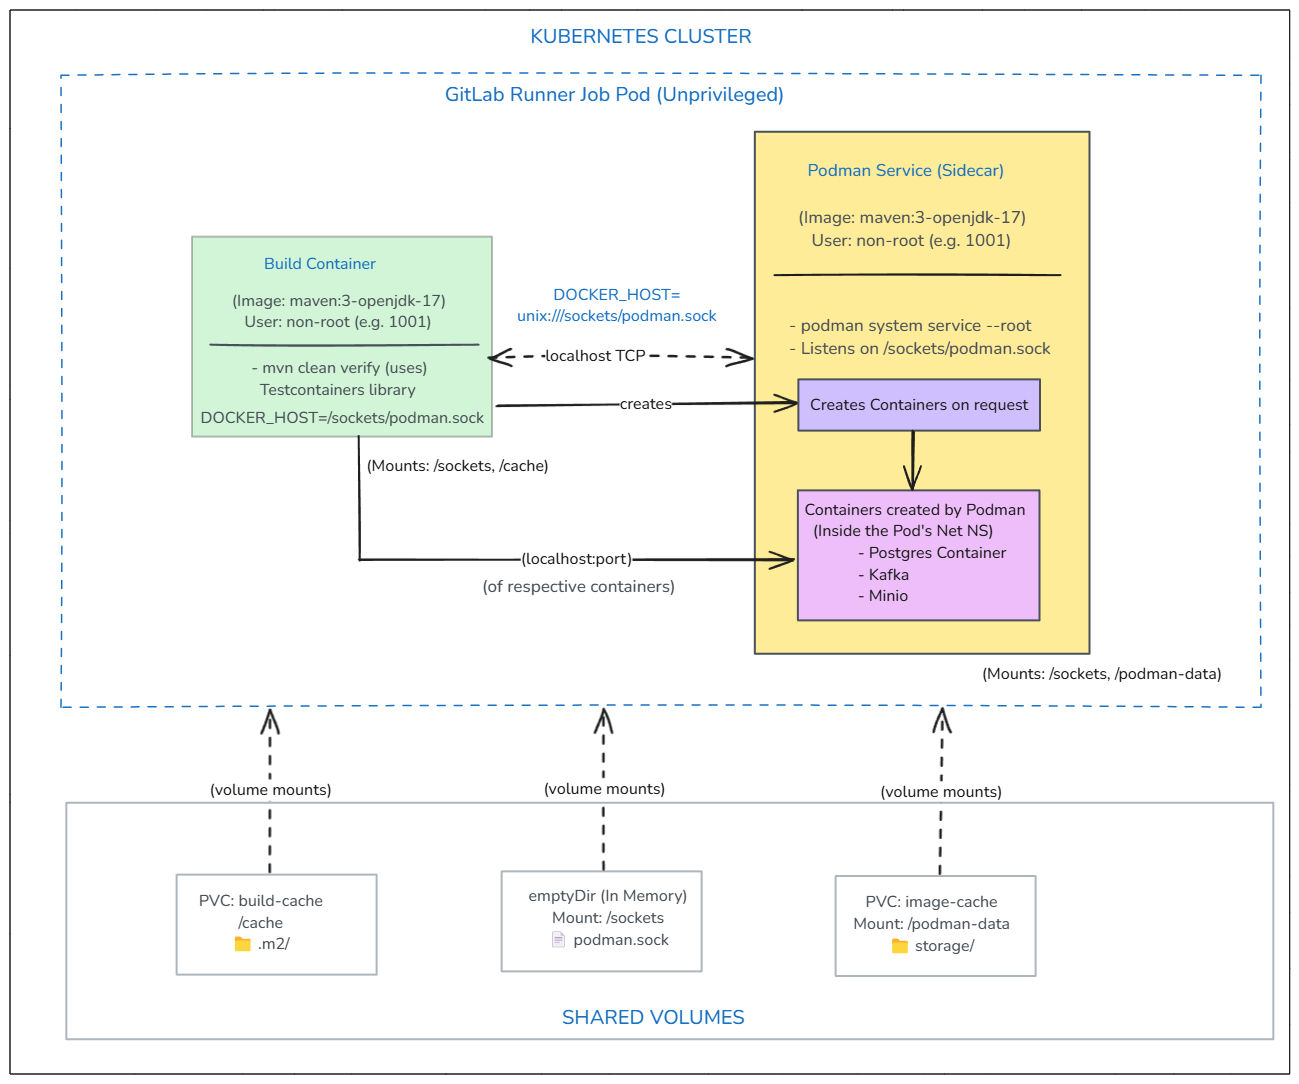 KUBERNETES CLUSTER
GitLab Runner Job Pod (Unprivileged)
Build Container
(Image: maven:3-openjdk-17)
User: non-root (e.g. 1001)
- mvn clean verify (uses)
Testcontainers library
DOCKER_HOST=/sockets/podman.sock
(Mounts: /sockets, /cache)
DOCKER_HOST=
unix:///sockets/podman.sock
localhost TCP
creates
(localhost:port)
(of respective containers)
Podman Service (Sidecar)
(Image: maven:3-openjdk-17)
User: non-root (e.g. 1001)
- podman system service --root
- Listens on /sockets/podman.sock
Creates Containers on request
Containers created by Podman
(Inside the Pod's Net NS)
- Postgres Container
- Kafka
- Minio
(Mounts: /sockets, /podman-data)
(volume mounts)
(volume mounts)
(volume mounts)
PVC: build-cache
/cache
.m2/
emptyDir (In Memory)
Mount: /sockets
podman.sock
PVC: image-cache
Mount: /podman-data
storage/
SHARED VOLUMES